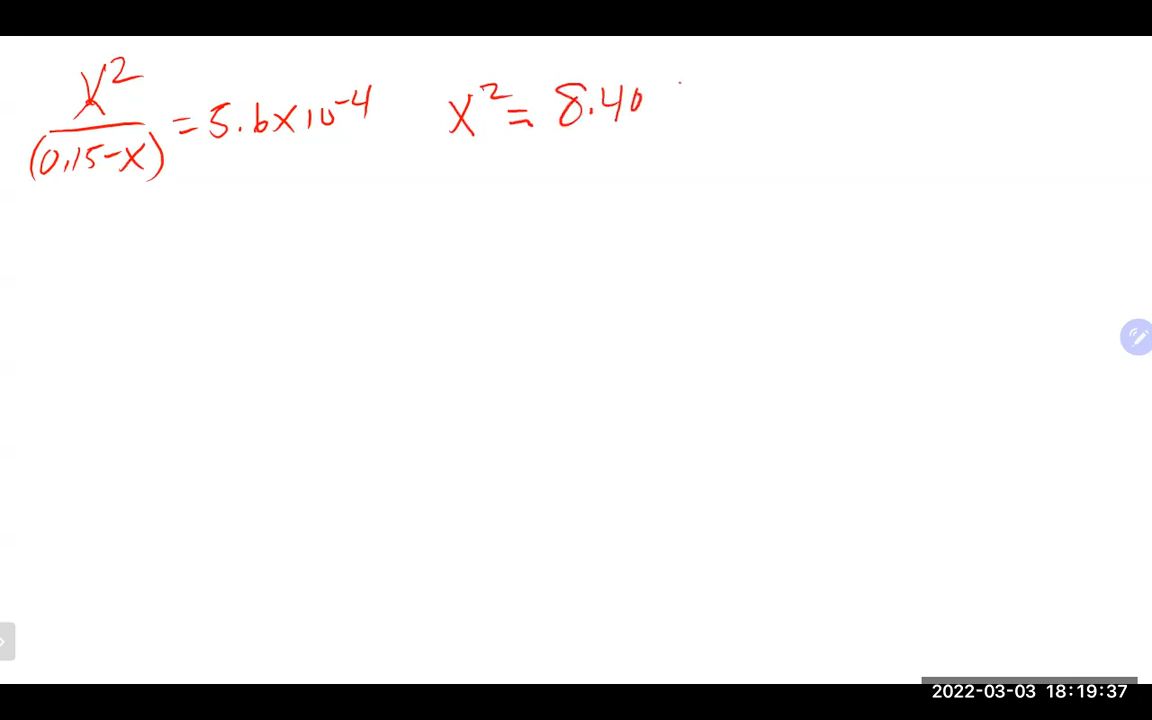 x² / (0.15-x) = 5.6x10⁻⁴ x² = 8.40
2022-03-03 18:19:37